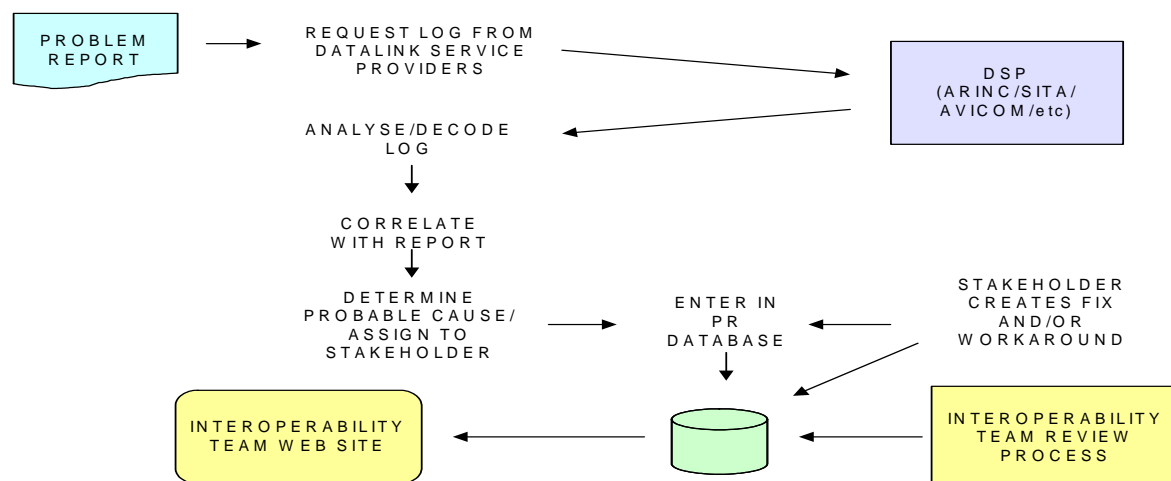 PROBLEM
REPORT
REQUEST LOG FROM
DATALINK SERVICE
PROVIDERS
DSP
(ARINC/SITA/
AVICOM/etc)
ANALYSE/DECODE
LOG
CORRELATE
WITH REPORT
DETERMINE
PROBABLE CAUSE/
ASSIGN TO
STAKEHOLDER
ENTER IN
PR
DATABASE
STAKEHOLDER
CREATES FIX
AND/OR
WORKAROUND
INTEROPERABILITY
TEAM WEB SITE
INTEROPERABILITY
TEAM REVIEW
PROCESS